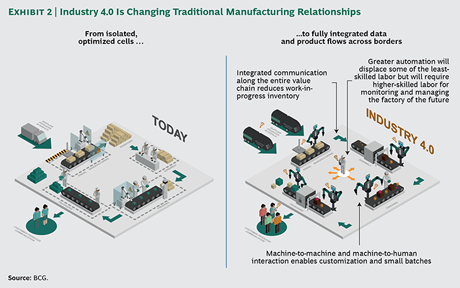 EXHIBIT 2 | Industry 4.0 Is Changing Traditional Manufacturing Relationships
From isolated,
optimized cells ...
...to fully integrated data
and product flows across borders
Integrated communication
along the entire value
chain reduces work-in-
progress inventory
Greater automation will
displace some of the least-
skilled labor but will require
higher-skilled labor for
monitoring and managing
the factory of the future
TODAY
INDUSTRY 4.0
Machine-to-machine and machine-to-human
interaction enables customization and small batches
Source: BCG.